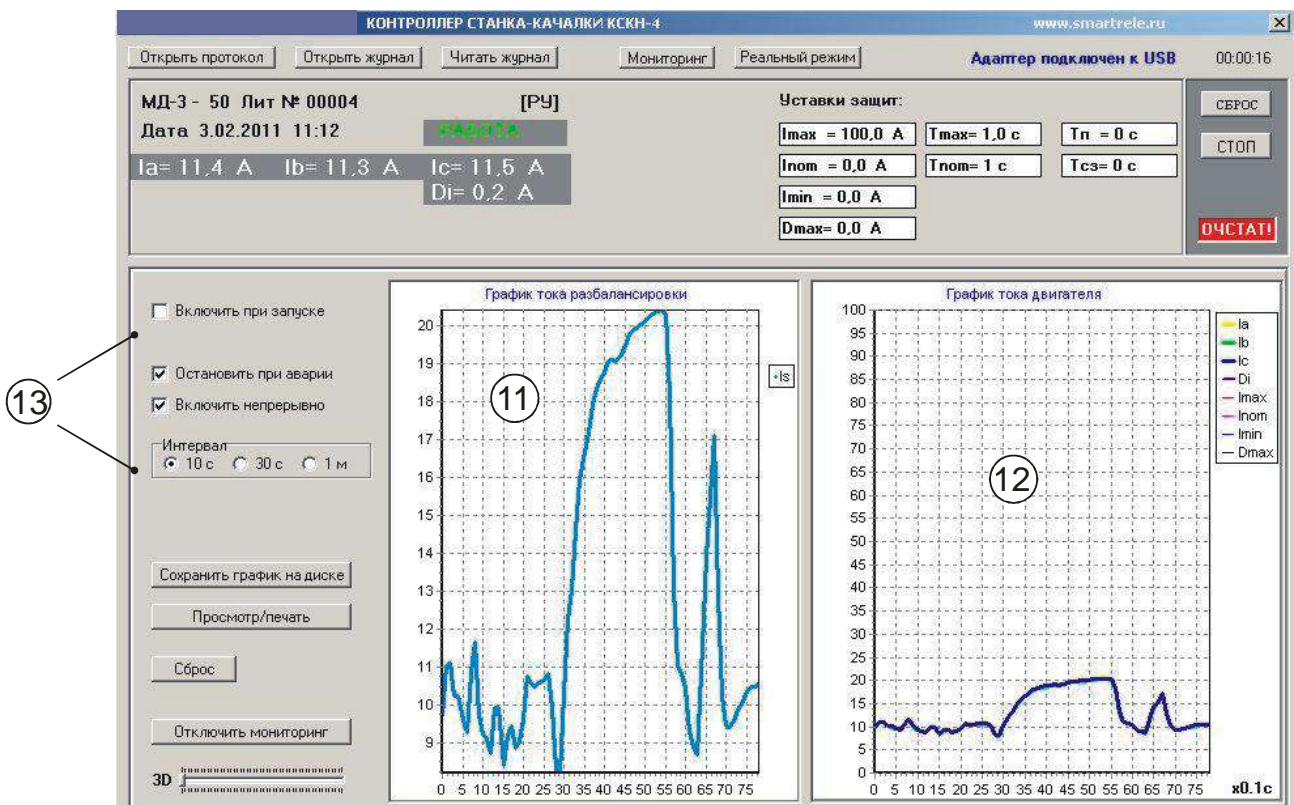 КОНТРОЛЛЕР СТАНКА-КАЧАЛКИ КСКН-4 www.smartrele.ru
Открыть протокол Открыть журнал Читать журнал Мониторинг Реальный режим Адаптер подключен к USB 00:00:16
МД-3 - 50 Лит № 00004 [РУ] Уставки защит: СБРОС
Дата 3.02.2011 11:12 РАБОТА Imax = 100,0 А Tmax= 1,0 с Тп = 0 с СТОП
Ia= 11,4 А Ib= 11,3 А Ic= 11,5 А Inom = 0,0 А Tnom= 1 с Тсз= 0 с
Di= 0,2 А Imin = 0,0 А
Dmax= 0,0 А ОЧСТАТ!
Включить при запуске
13
Остановить при аварии
Включить непрерывно
Интервал
10 с 30 с 1 м
Сохранить график на диске
Просмотр/печать
Сброс
Отключить мониторинг
3D
График тока разбалансировки
20
19
18
17
16
15
14
13
12
11
10
9
0 5 10 15 20 25 30 35 40 45 50 55 60 65 70 75
11
Is
График тока двигателя
100
95
90
85
80
75
70
65
60
55
50
45
40
35
30
25
20
15
10
5
0
0 5 10 15 20 25 30 35 40 45 50 55 60 65 70 75
x0.1с
12
Ia
Ib
Ic
Di
Imax
Inom
Imin
Dmax